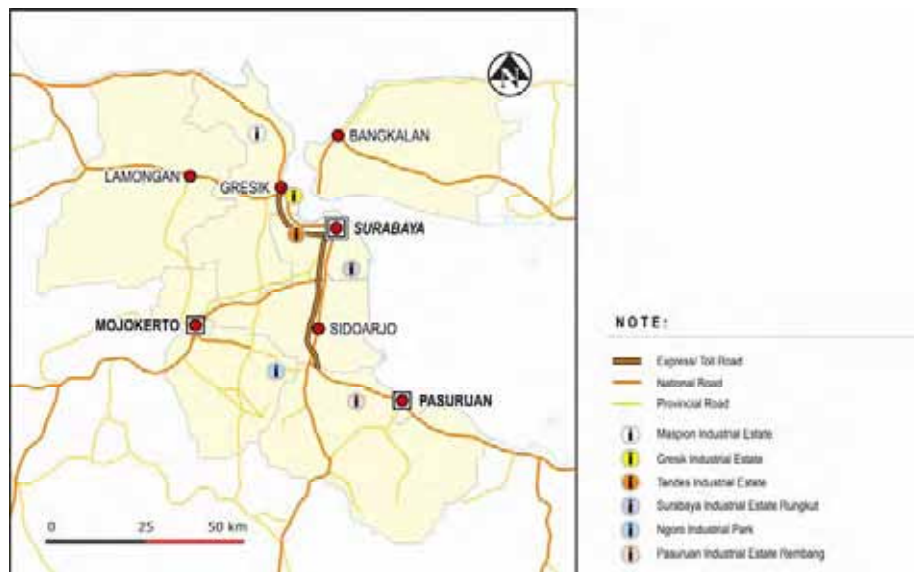 N
BANGKALAN
LAMONGAN
GRESIK
SURABAYA
MOJOKERTO
SIDOARJO
PASURUAN
0 25 50 km
NOTE:
Express/ Toll Road
National Road
Provincial Road
i Maspion Industrial Estate
i Gresik Industrial Estate
i Tandes Industrial Estate
i Surabaya Industrial Estate Rungkut
i Ngoro Industrial Park
i Pasuruan Industrial Estate Rembang